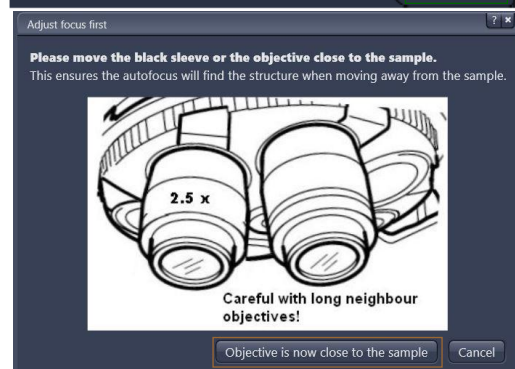 Adjust focus first
? ×
Please move the black sleeve or the objective close to the sample.
This ensures the autofocus will find the structure when moving away from the sample.
2.5 x
Careful with long neighbour
objectives!
Objective is now close to the sample
Cancel